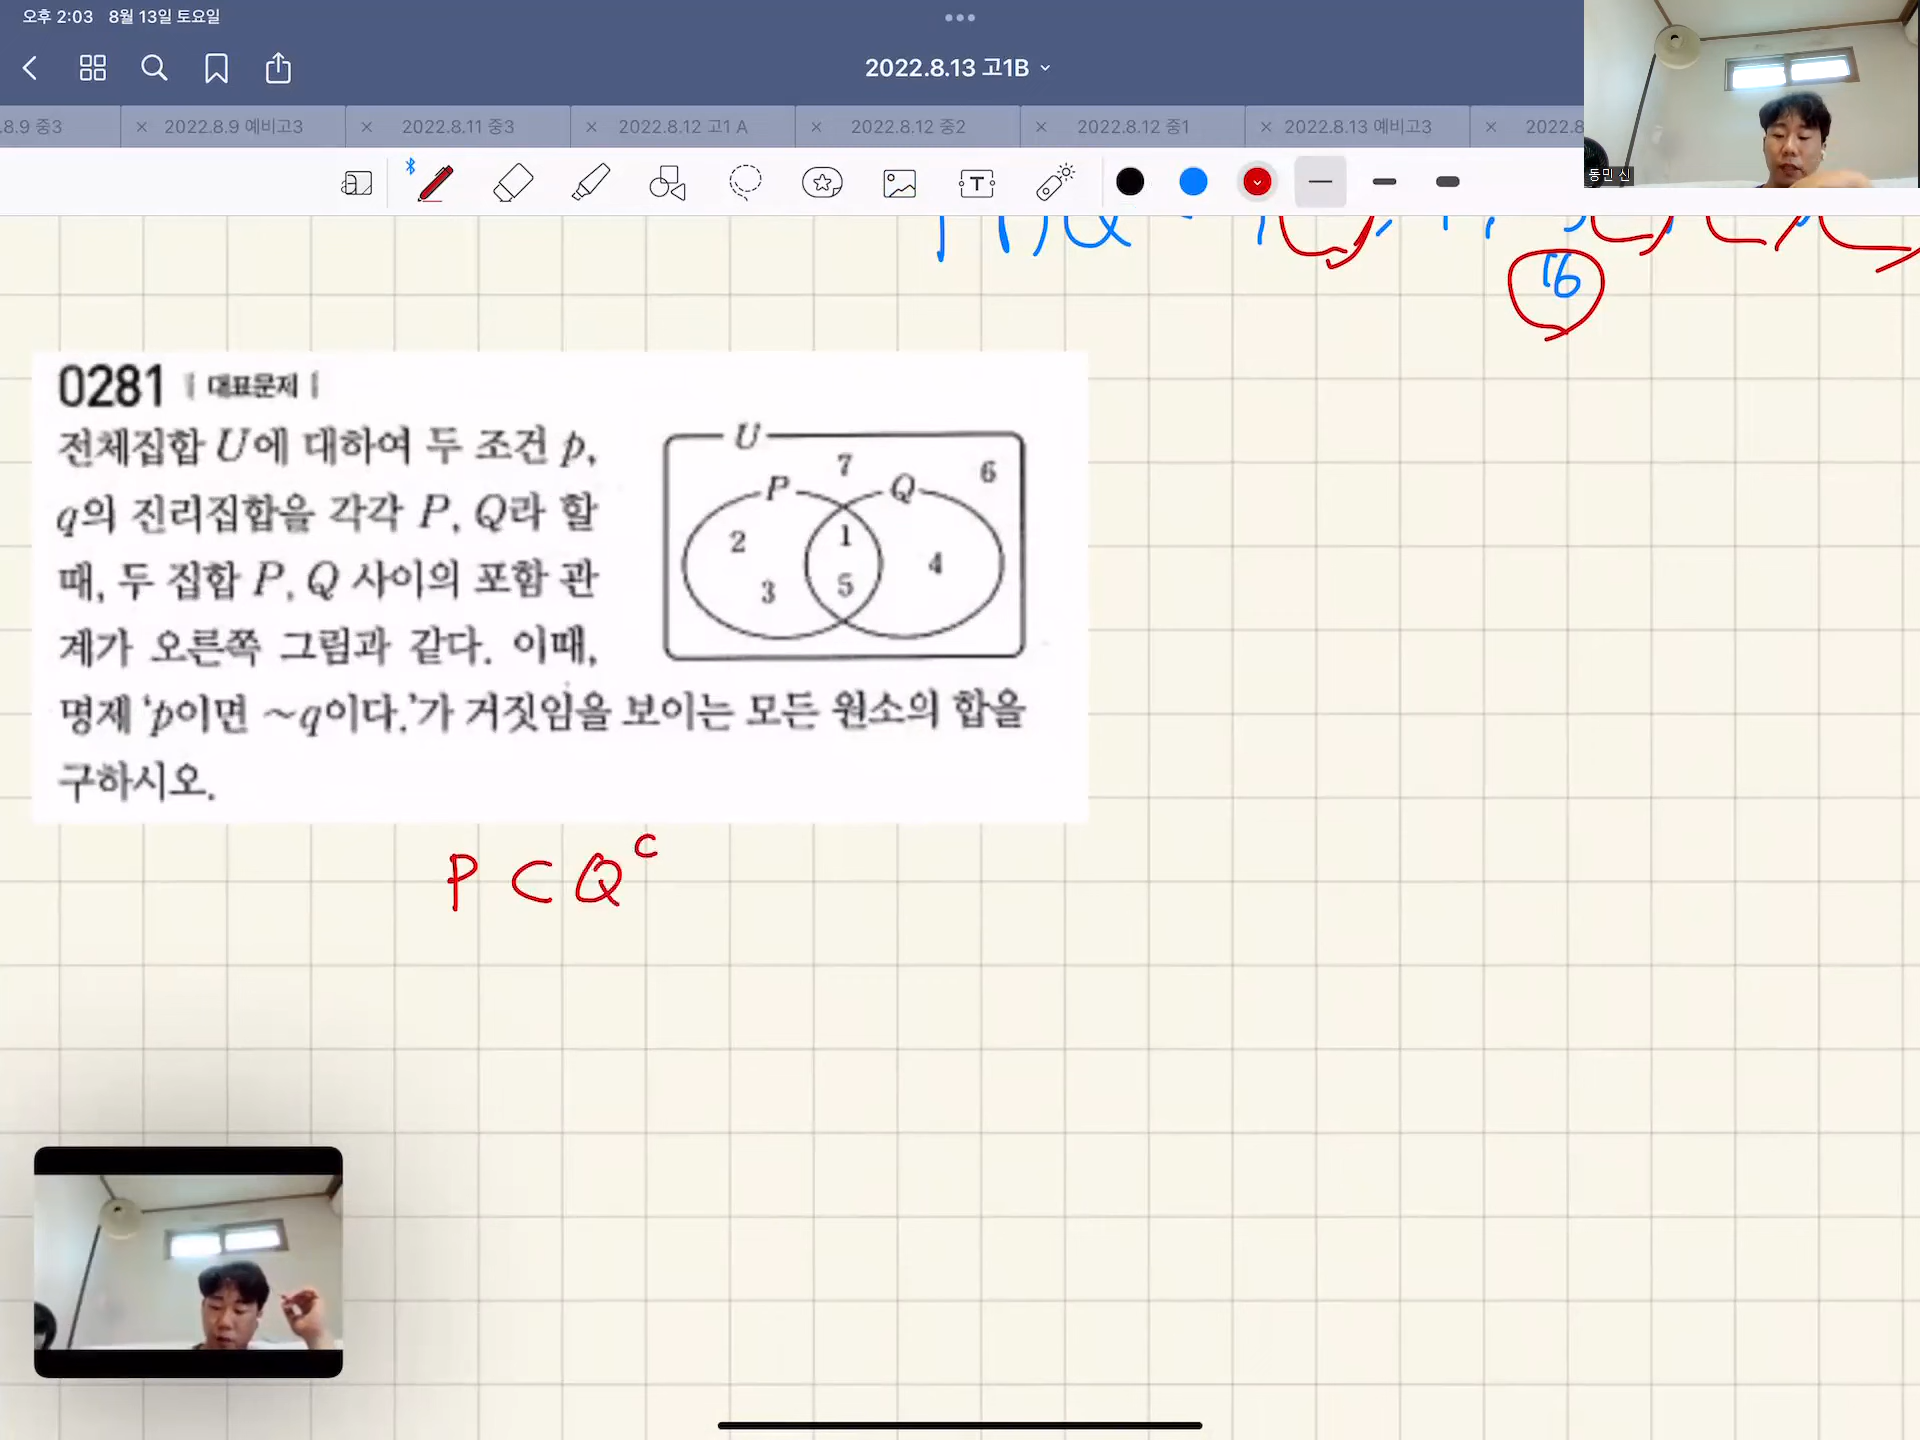 오후 2:03 8월 13일 토요일
2022.8.13 고1B
.8.9 중3
2022.8.9 예비고3
2022.8.11 중3
2022.8.12 고1 A
2022.8.12 중2
2022.8.12 중1
2022.8.13 예비고3
2022.8
동민 신
16
0281 대표문제
전체집합 U에 대하여 두 조건 p,
q의 진리집합을 각각 P, Q라 할
때, 두 집합 P, Q 사이의 포함 관
계가 오른쪽 그림과 같다. 이때,
명제 ‘p이면 ~q이다.’가 거짓임을 보이는 모든 원소의 합을
구하시오.
U
7
6
P
Q
2
1
4
3
5
P ⊂ Q^c